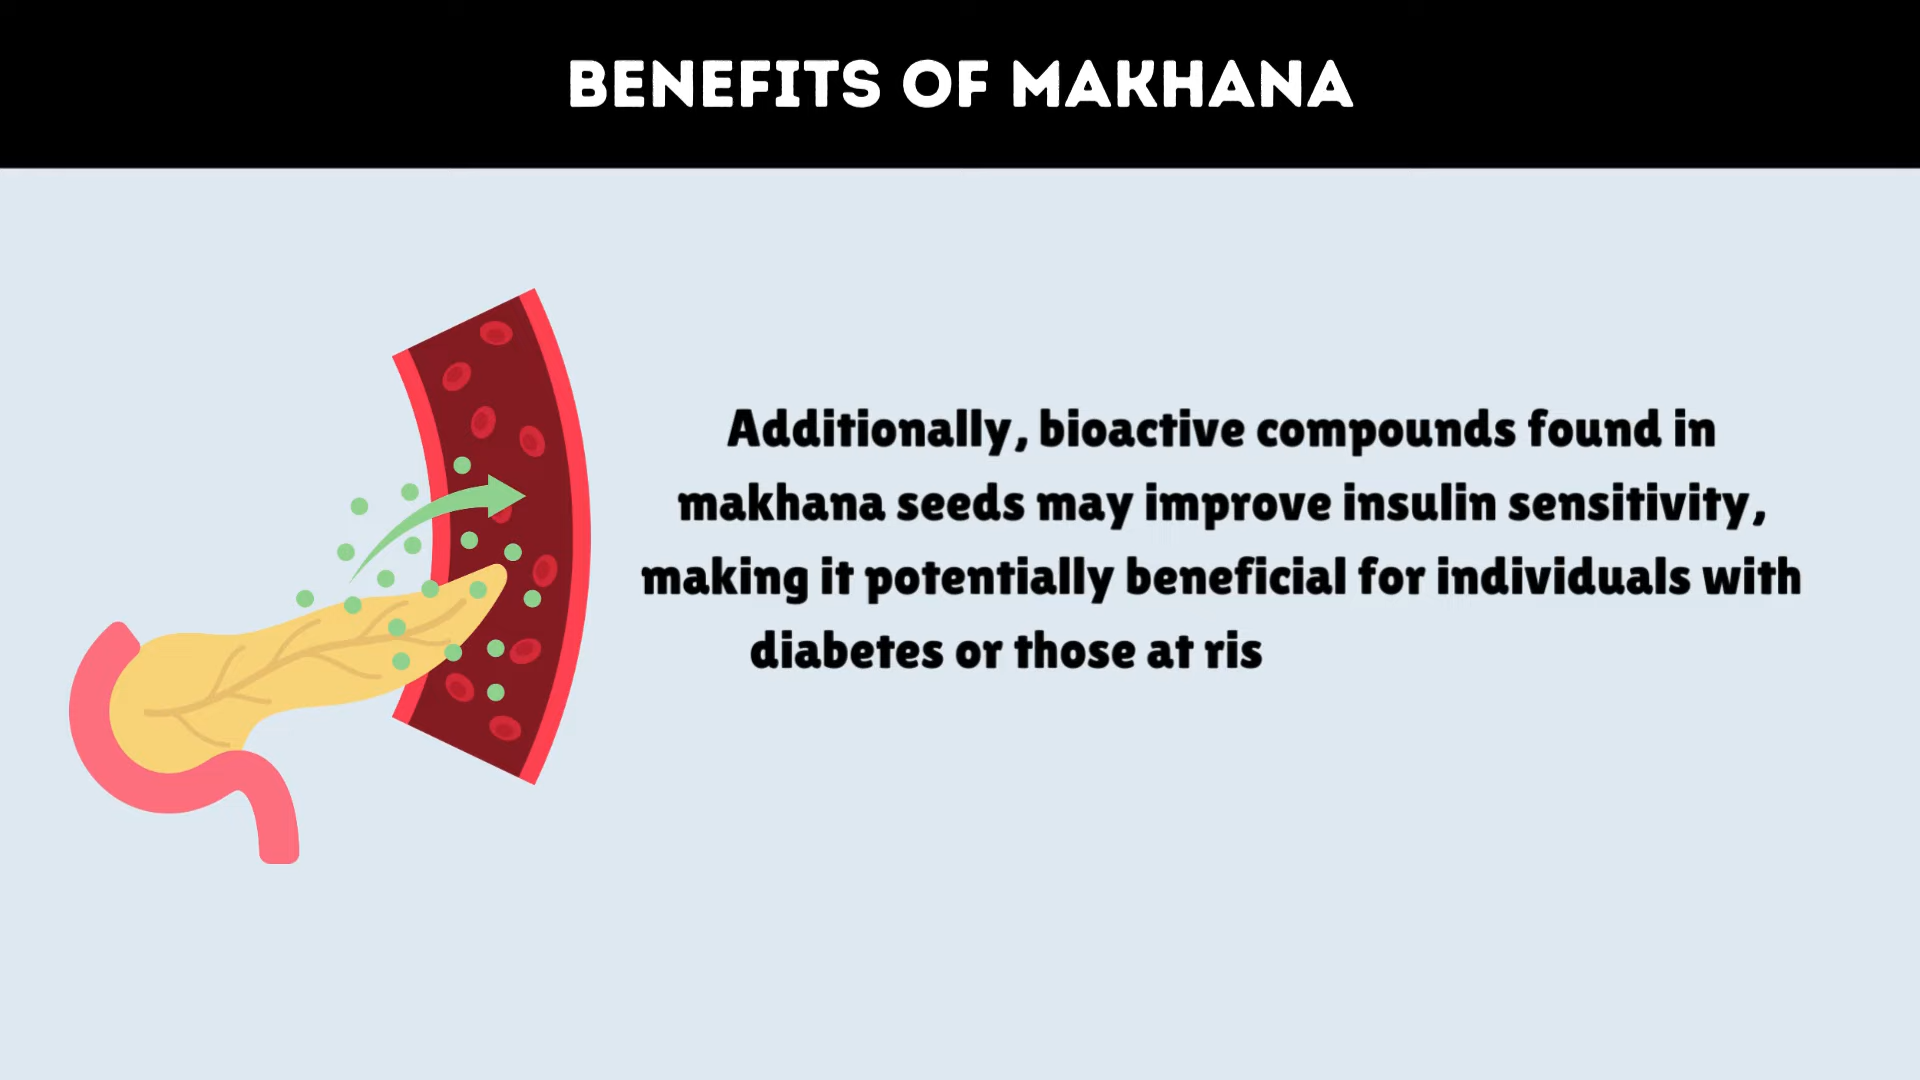 BENEFITS OF MAKHANA
Additionally, bioactive compounds found in
makhana seeds may improve insulin sensitivity,
making it potentially beneficial for individuals with
diabetes or those at ris